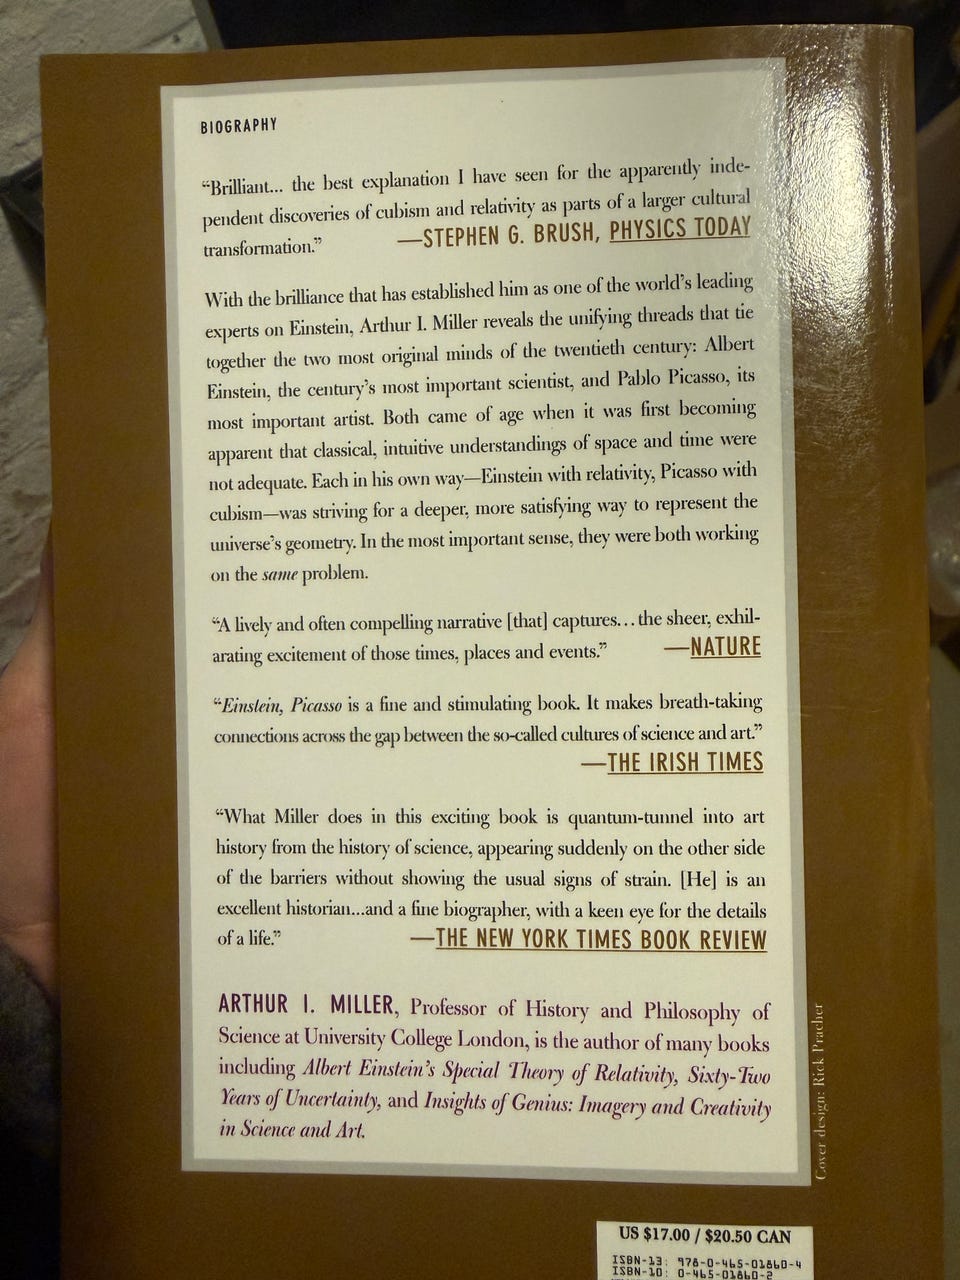 BIOGRAPHY
“Brilliant... the best explanation I have seen for the apparently inde-
pendent discoveries of cubism and relativity as parts of a larger cultural
transformation.” —STEPHEN G. BRUSH, PHYSICS TODAY
With the brilliance that has established him as one of the world’s leading
experts on Einstein, Arthur I. Miller reveals the unifying threads that tie
together the two most original minds of the twentieth century: Albert
Einstein, the century’s most important scientist, and Pablo Picasso, its
most important artist. Both came of age when it was first becoming
apparent that classical, intuitive understandings of space and time were
not adequate. Each in his own way—Einstein with relativity, Picasso with
cubism—was striving for a deeper, more satisfying way to represent the
universe’s geometry. In the most important sense, they were both working
on the same problem.
“A lively and often compelling narrative [that] captures... the sheer, exhil-
arating excitement of those times, places and events.” —NATURE
“Einstein, Picasso is a fine and stimulating book. It makes breath-taking
connections across the gap between the so-called cultures of science and art.”
—THE IRISH TIMES
“What Miller does in this exciting book is quantum-tunnel into art
history from the history of science, appearing suddenly on the other side
of the barriers without showing the usual signs of strain. [He] is an
excellent historian...and a fine biographer, with a keen eye for the details
of a life.” —THE NEW YORK TIMES BOOK REVIEW
ARTHUR I. MILLER, Professor of History and Philosophy of
Science at University College London, is the author of many books
including Albert Einstein’s Special Theory of Relativity, Sixty-Two
Years of Uncertainty, and Insights of Genius: Imagery and Creativity
in Science and Art.
Cover design: Rick Pracher
US $17.00 / $20.50 CAN
ISBN-13: 978-0-465-01860-4
ISBN-10: 0-465-01860-2